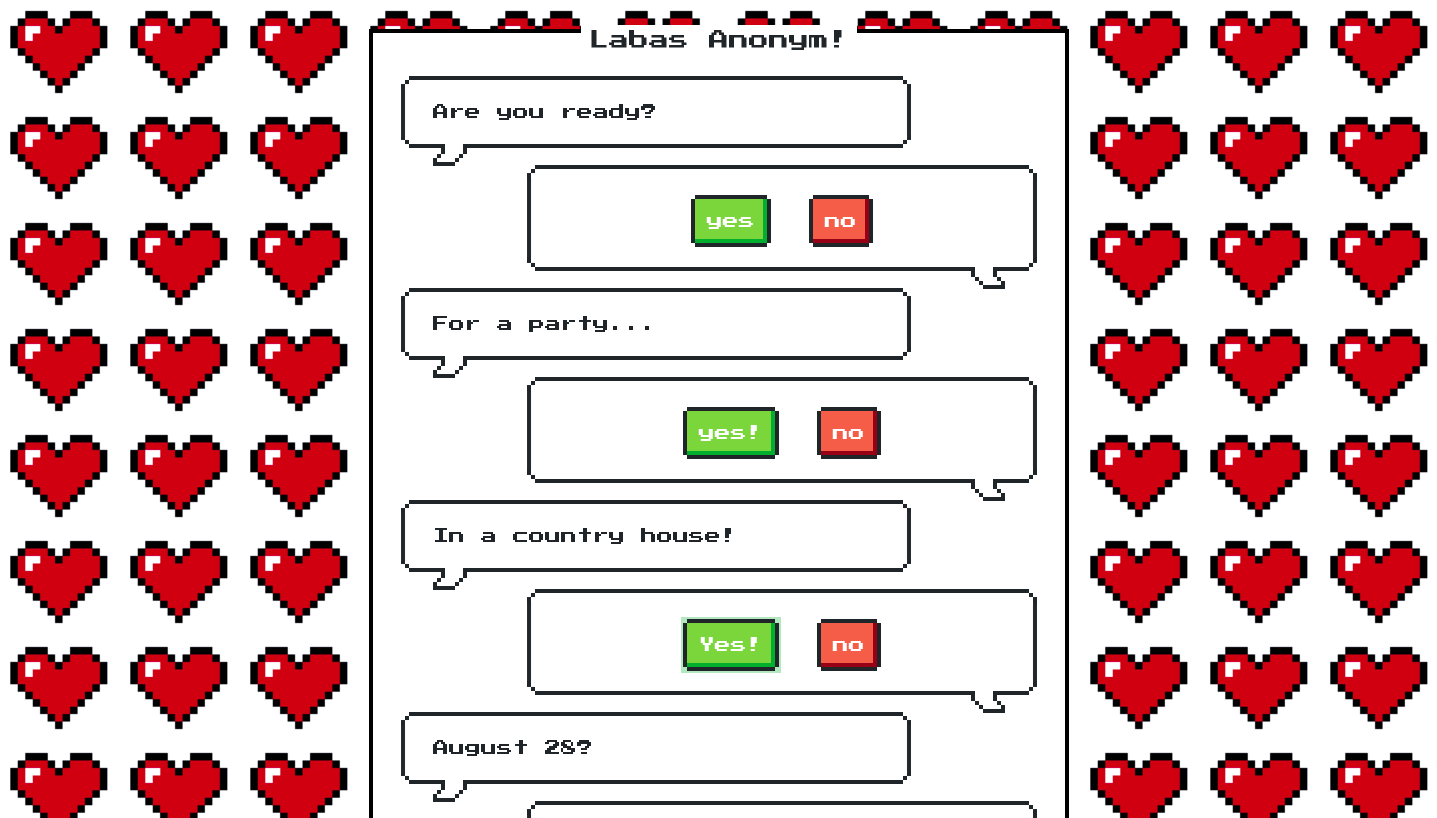 Labas Anonym!
Are you ready?
yes no
For a party...
yes! no
In a country house!
Yes! no
August 28?